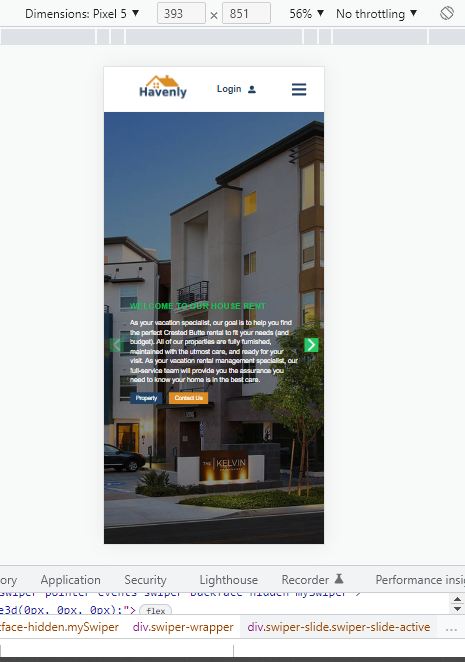 Dimensions: Pixel 5 ▼ 393 × 851 56% ▼ No throttling ▼
Havenly Login
WELCOME TO OUR HOUSE RENT
As your vacation specialist, our goal is to help you find
the perfect Crested Butte rental to fit your needs (and
budget). All of our properties are fully furnished,
maintained with the utmost care, and ready for your
visit. As your vacation rental management specialist, our
full-service team will provide you the assurance you
need to know your home is in the best care.
Property Contact Us
THE KELVIN
ory Application Security Lighthouse Recorder Performance insig
swiper-pointer-events swiper-backface-hidden mySwiper
e3d(0px, 0px, 0px);"> flex
face-hidden.mySwiper div.swiper-wrapper div.swiper-slide.swiper-slide-active ...